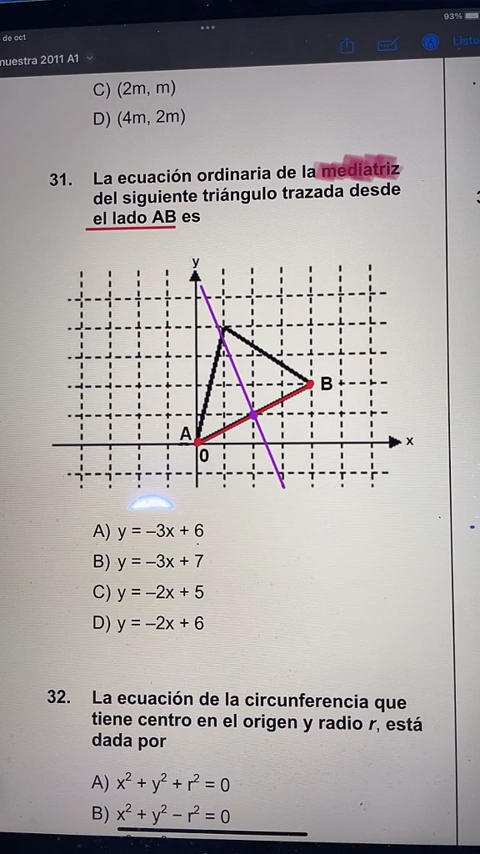 93%
de oct
Listo
nuestra 2011 A1
C) (2m, m)
D) (4m, 2m)
31. La ecuación ordinaria de la mediatriz
del siguiente triángulo trazada desde
el lado AB es
y
B
A
x
0
A) y = –3x + 6
B) y = –3x + 7
C) y = –2x + 5
D) y = –2x + 6
32. La ecuación de la circunferencia que
tiene centro en el origen y radio r, está
dada por
A) x² + y² + r² = 0
B) x² + y² – r² = 0